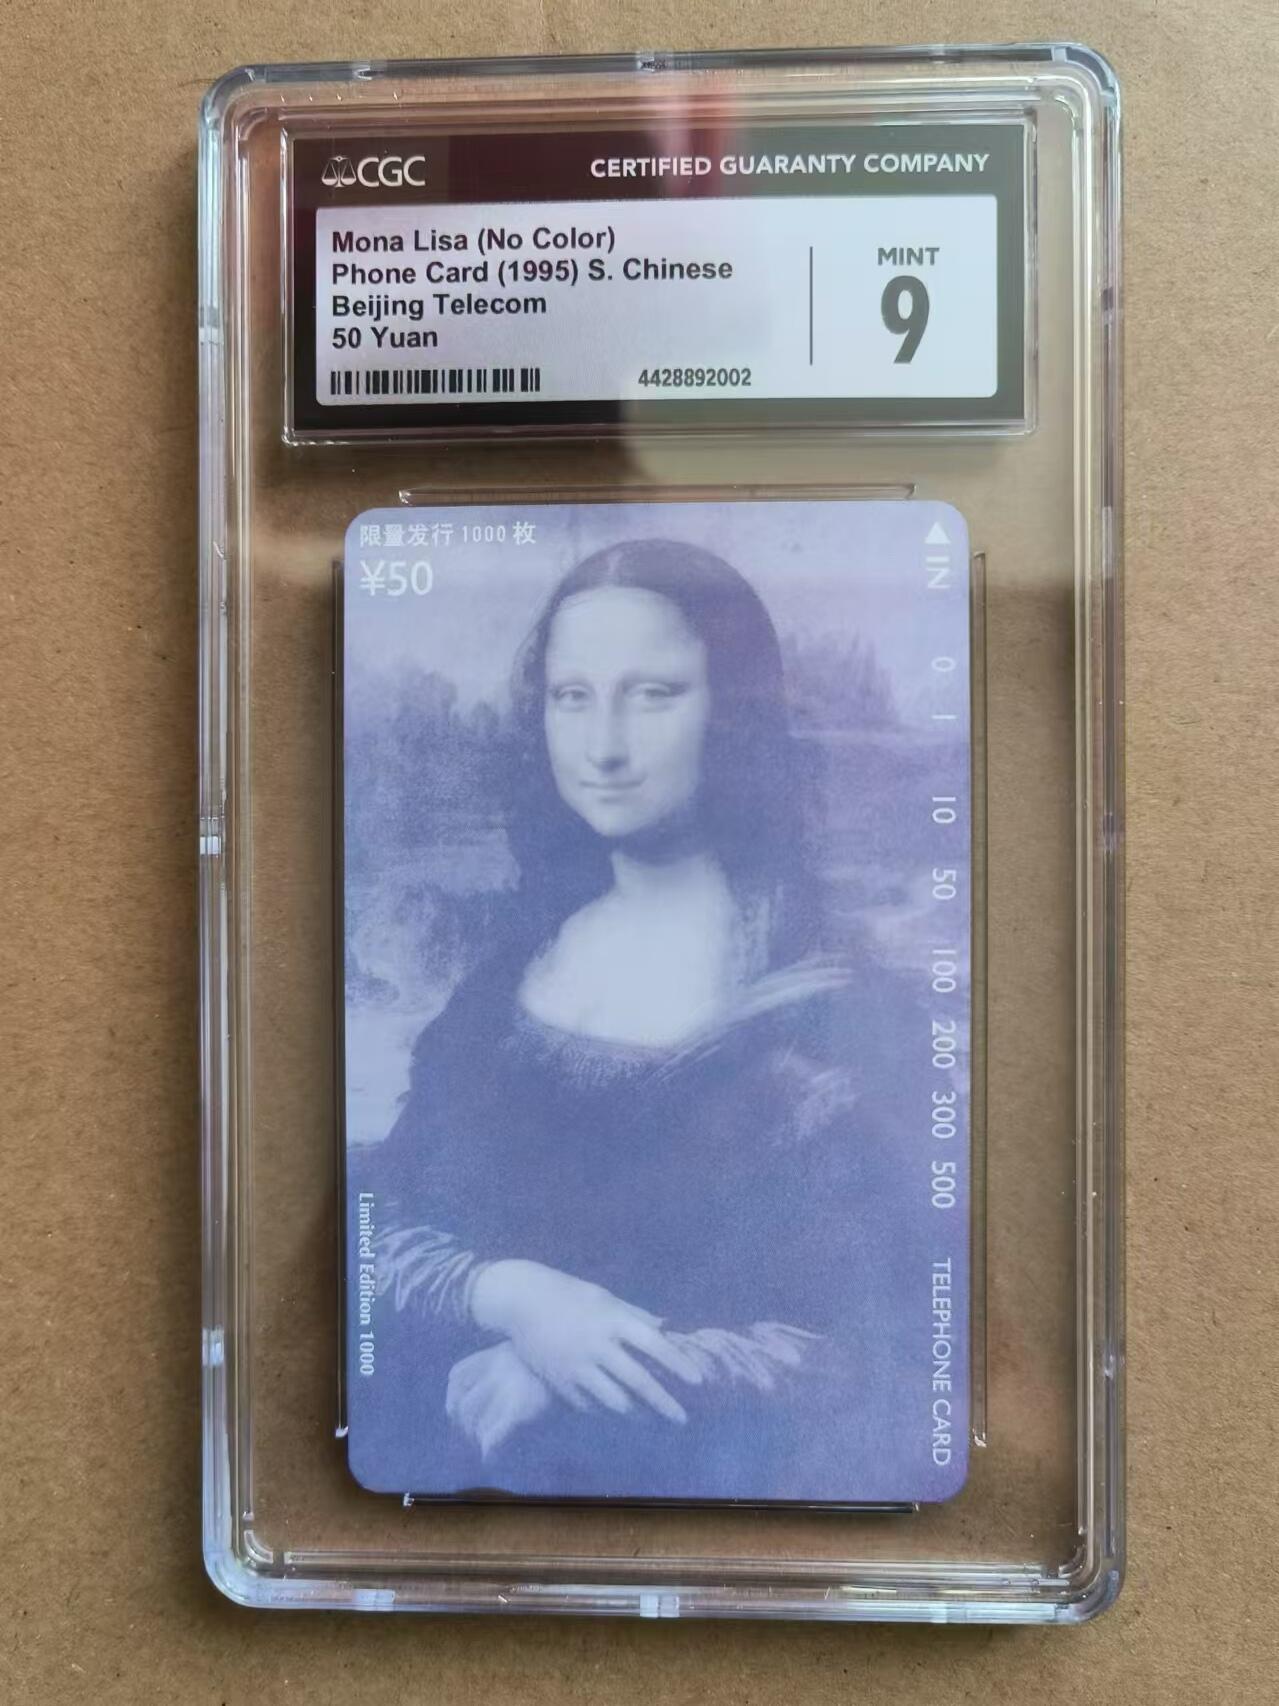 CGC
CERTIFIED GUARANTY COMPANY
Mona Lisa (No Color)
Phone Card (1995) S. Chinese
Beijing Telecom
50 Yuan
4428892002
MINT
9
限量发行 1000 枚
¥50
IN
0
1
10
50
100
200
300
500
TELEPHONE CARD
Limited Edition 1000